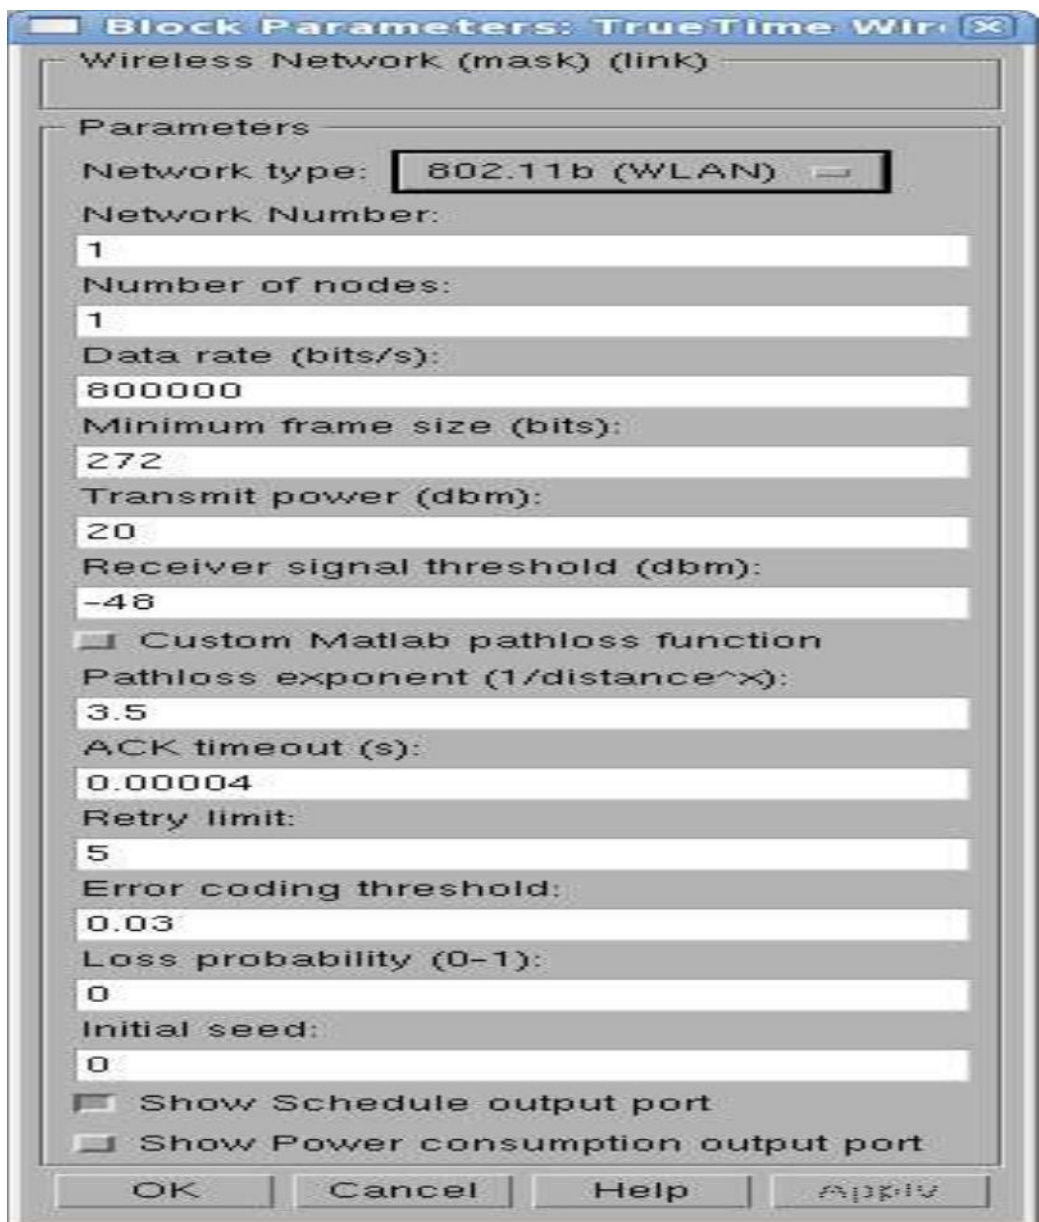 Block Parameters: TrueTime Wir
Wireless Network (mask) (link)
Parameters
Network type: 802.11b (WLAN)
Network Number:
1
Number of nodes:
1
Data rate (bits/s):
800000
Minimum frame size (bits):
272
Transmit power (dbm):
20
Receiver signal threshold (dbm):
-48
Custom Matlab pathloss function
Pathloss exponent (1/distance^x):
3.5
ACK timeout (s):
0.00004
Retry limit:
5
Error coding threshold:
0.03
Loss probability (0-1):
0
Initial seed:
0
Show Schedule output port
Show Power consumption output port
OK Cancel Help Apply